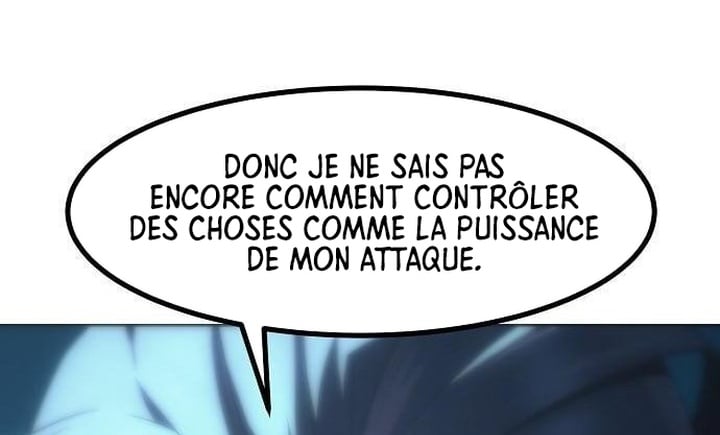 DONC JE NE SAIS PAS
ENCORE COMMENT CONTRÔLER
DES CHOSES COMME LA PUISSANCE
DE MON ATTAQUE.